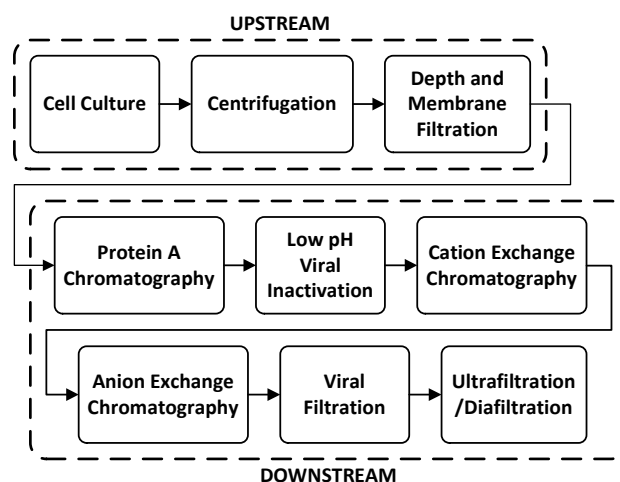 UPSTREAM
Cell Culture
Centrifugation
Depth and
Membrane
Filtration
Protein A
Chromatography
Low pH
Viral
Inactivation
Cation Exchange
Chromatography
Anion Exchange
Chromatography
Viral
Filtration
Ultrafiltration
/Diafiltration
DOWNSTREAM